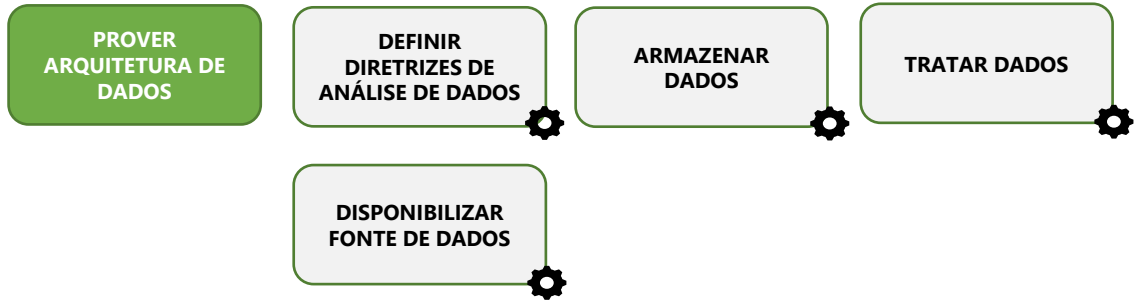 PROVER
ARQUITETURA DE
DADOS
DEFINIR
DIRETRIZES DE
ANÁLISE DE DADOS
ARMAZENAR
DADOS
TRATAR DADOS
DISPONIBILIZAR
FONTE DE DADOS